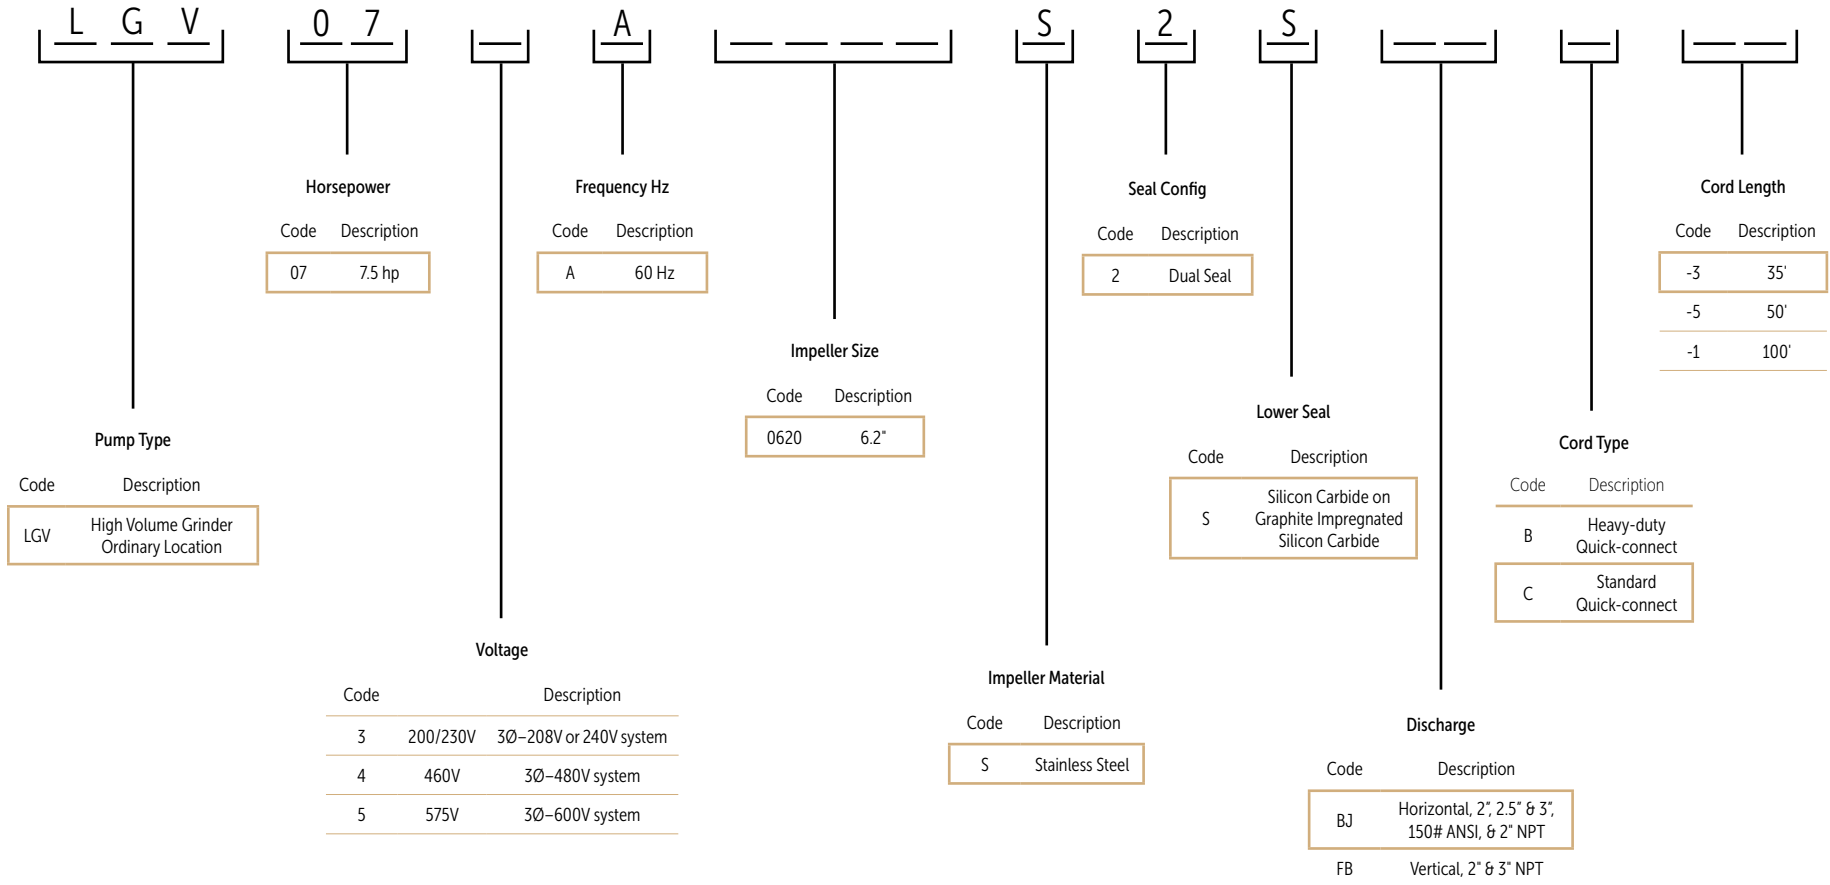 L G V 0 7 A S 2 S
Horsepower
Code Description
07 7.5 hp
Frequency Hz
Code Description
A 60 Hz
Seal Config
Code Description
2 Dual Seal
Cord Length
Code Description
-3 35'
-5 50'
-1 100'
Impeller Size
Code Description
0620 6.2"
Lower Seal
Code Description
S Silicon Carbide on
Graphite Impregnated
Silicon Carbide
Pump Type
Code Description
LGV High Volume Grinder
Ordinary Location
Cord Type
Code Description
B Heavy-duty
Quick-connect
C Standard
Quick-connect
Voltage
Code Description
3 200/230V 3Ø–208V or 240V system
4 460V 3Ø–480V system
5 575V 3Ø–600V system
Impeller Material
Code Description
S Stainless Steel
Discharge
Code Description
BJ Horizontal, 2", 2.5" & 3",
150# ANSI, & 2" NPT
FB Vertical, 2" & 3" NPT